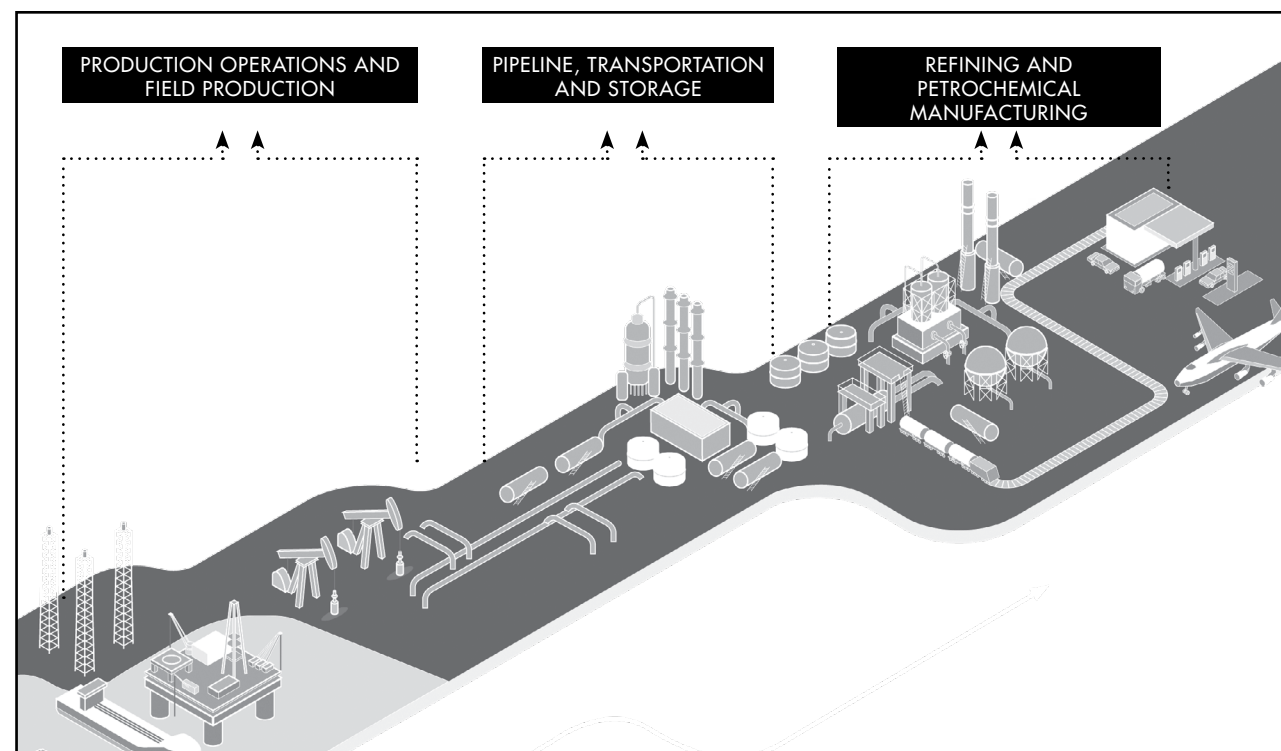 PRODUCTION OPERATIONS AND
FIELD PRODUCTION
PIPELINE, TRANSPORTATION
AND STORAGE
REFINING AND
PETROCHEMICAL
MANUFACTURING